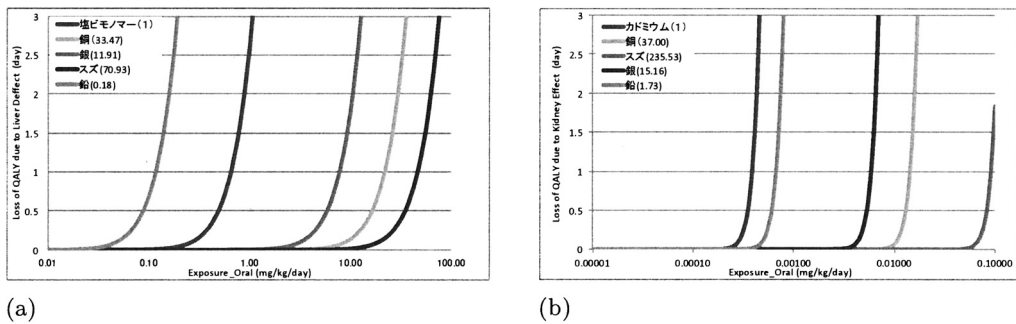 3
2.5
2
1.5
1
0.5
0
Loss of QALY due to Liver Deffect (day)
塩ビモノマー(1)
銅(33.47)
銀(11.91)
スズ(70.93)
鉛(0.18)
0.01 0.10 1.00 10.00 100.00
Exposure_Oral (mg/kg/day)
(a)
3
2.5
2
1.5
1
0.5
0
Loss of QALY due to Kidney Effect (day)
カドミウム(1)
銅(37.00)
スズ(235.53)
銀(15.16)
鉛(1.73)
0.00001 0.00010 0.00100 0.01000 0.10000
Exposure_Oral (mg/kg/day)
(b)